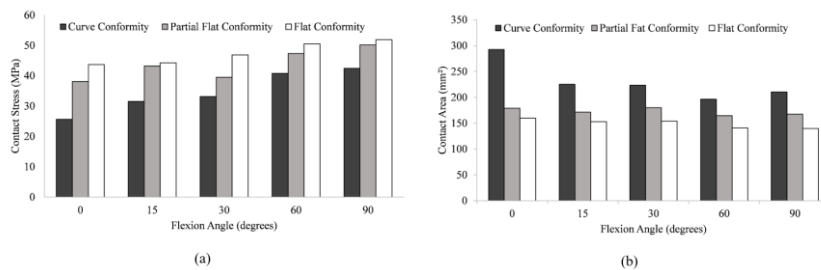 Curve Conformity Partial Flat Conformity Flat Conformity
Contact Stress (MPa)
60
50
40
30
20
10
0
0 15 30 60 90
Flexion Angle (degrees)
(a)
Curve Conformity Partial Fat Conformity Flat Conformity
Contact Area (mm²)
350
300
250
200
150
100
50
0
0 15 30 60 90
Flexion Angle (degrees)
(b)